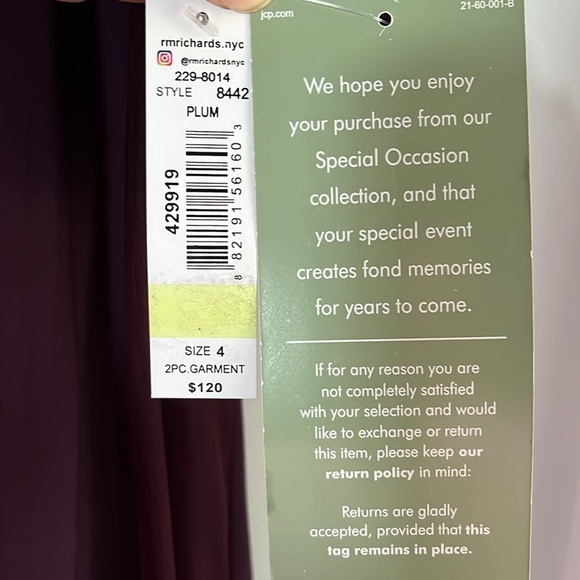 rmrichards.nyc
@rmrichardsnyc
229-8014
STYLE 8442
PLUM
429919
8 82191 56160 3
SIZE 4
2PC.GARMENT
$120
jcp.com
21-60-001-B
We hope you enjoy
your purchase from our
Special Occasion
collection, and that
your special event
creates fond memories
for years to come.
If for any reason you are
not completely satisfied
with your selection and would
like to exchange or return
this item, please keep our
return policy in mind:
Returns are gladly
accepted, provided that this
tag remains in place.